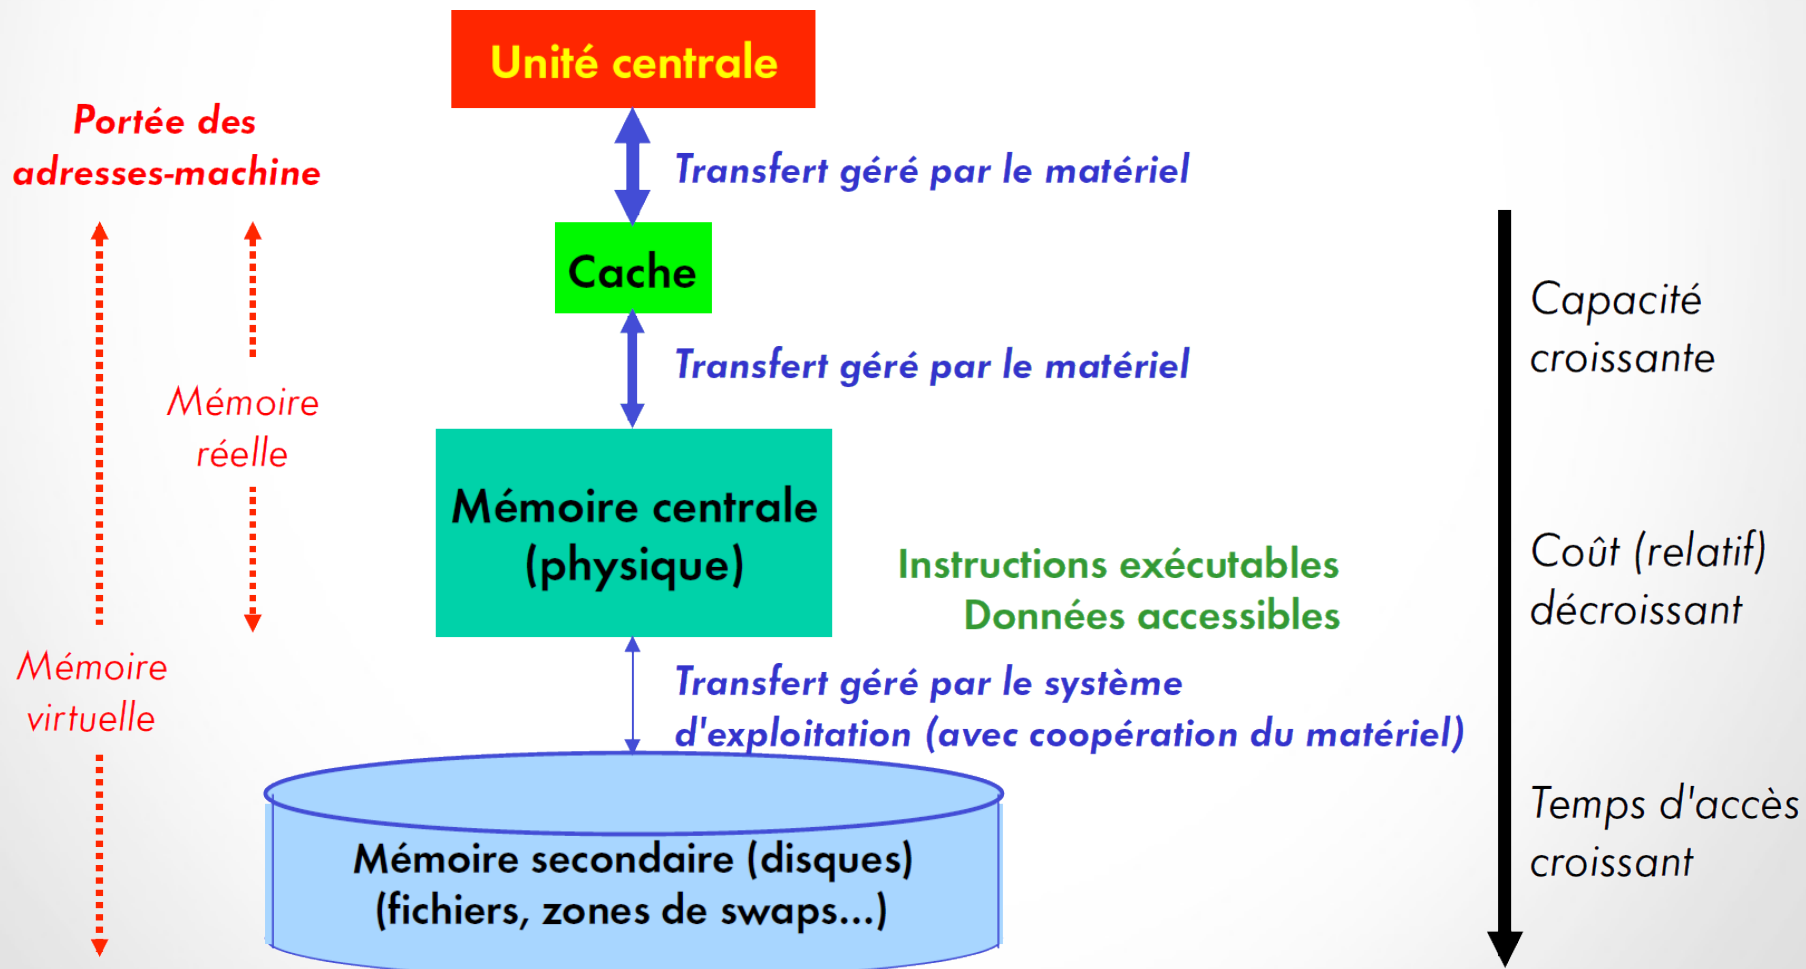 Unité centrale
Portée des
adresses-machine
Transfert géré par le matériel
Cache
Transfert géré par le matériel
Mémoire
réelle
Mémoire centrale
(physique)
Instructions exécutables
Données accessibles
Mémoire
virtuelle
Transfert géré par le système
d'exploitation (avec coopération du matériel)
Mémoire secondaire (disques)
(fichiers, zones de swaps...)
Capacité
croissante
Coût (relatif)
décroissant
Temps d'accès
croissant